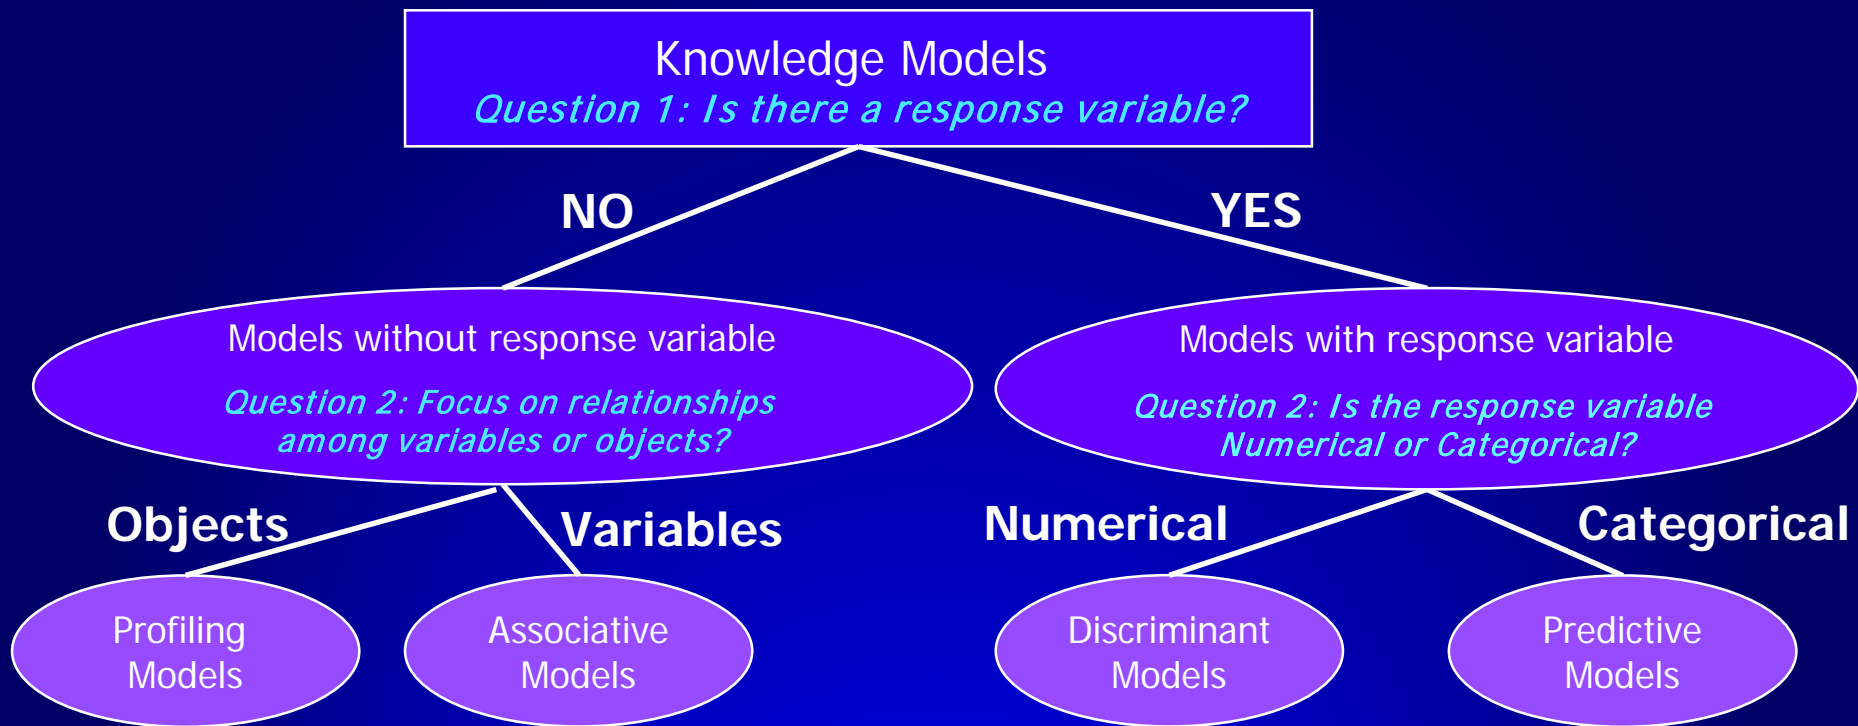 Knowledge Models
Question 1: Is there a response variable?
NO
YES
Models without response variable
Question 2: Focus on relationships
among variables or objects?
Models with response variable
Question 2: Is the response variable
Numerical or Categorical?
Objects
Variables
Numerical
Categorical
Profiling
Models
Associative
Models
Discriminant
Models
Predictive
Models